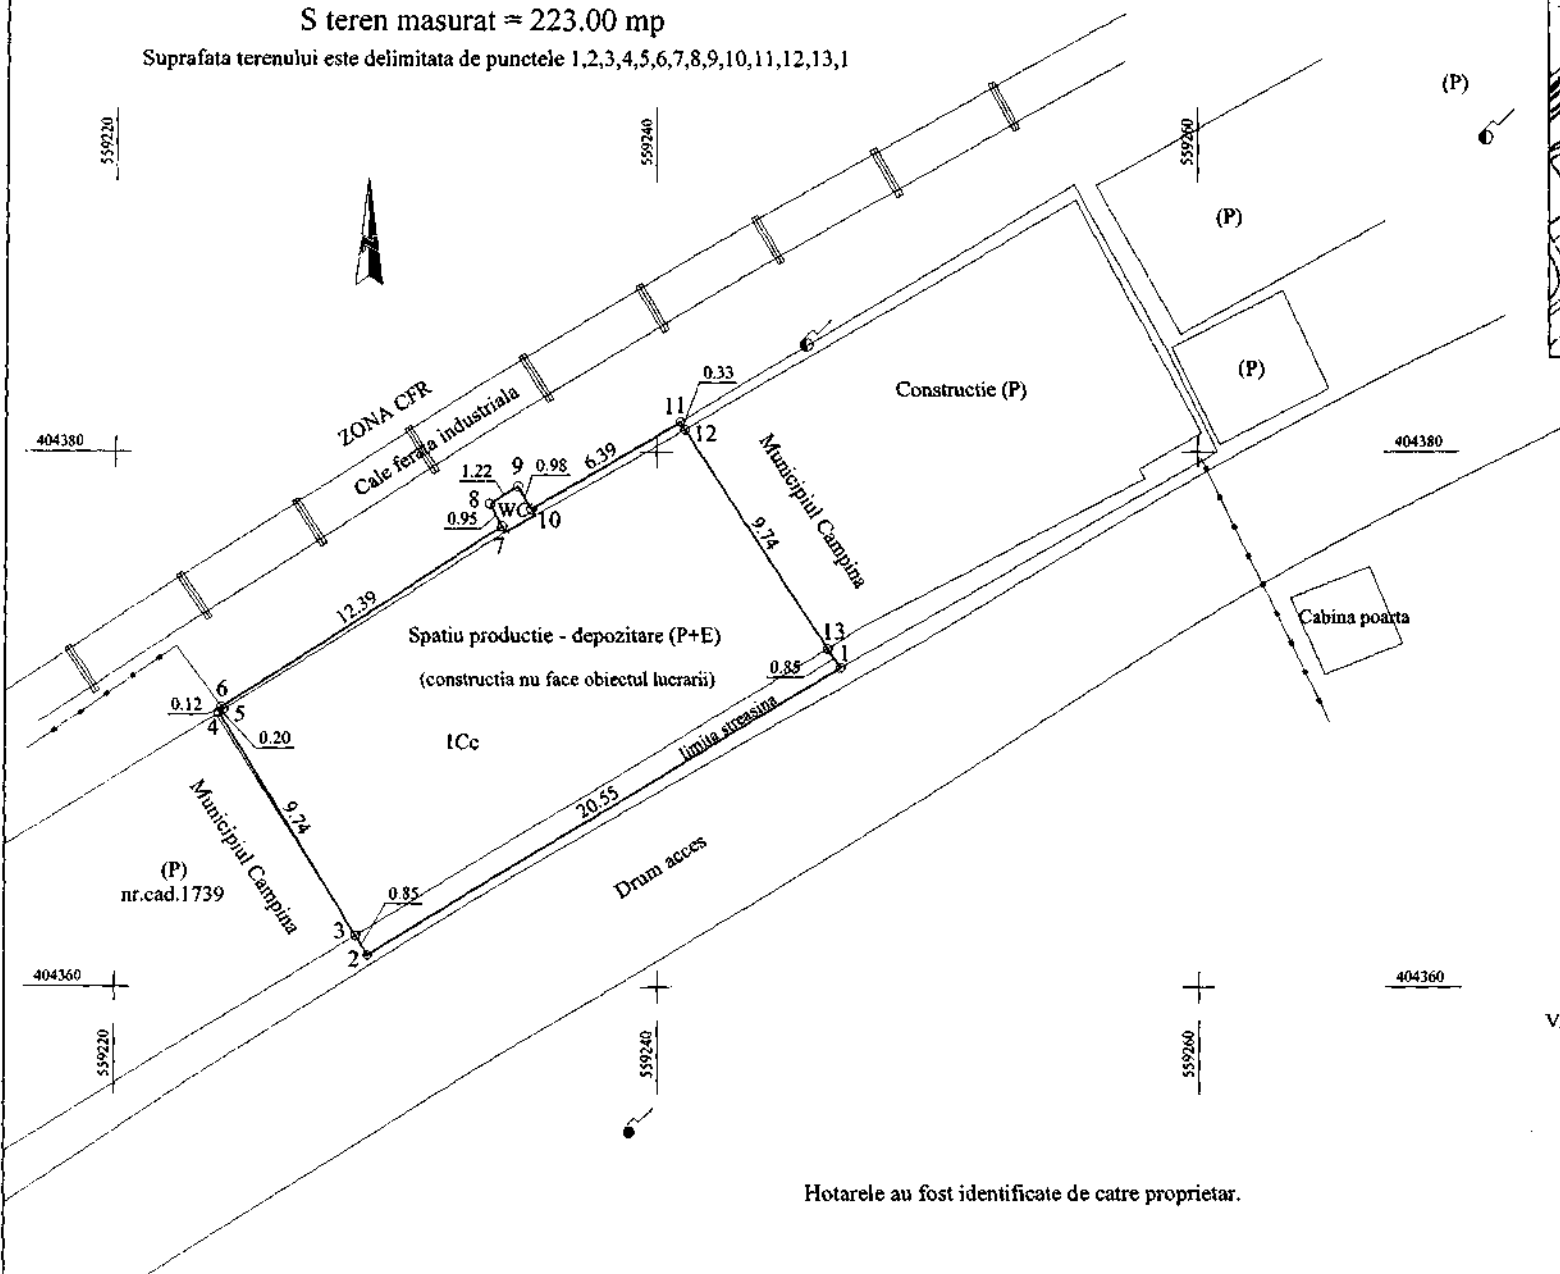 S teren masurat = 223.00 mp
Suprafata terenului este delimitata de punctele 1,2,3,4,5,6,7,8,9,10,11,12,13,1
(P)
559220
559240
559260
N
(P)
(P)
0.33
ZONA CFR
Cale ferata industriala
Constructie (P)
11
12
404380
404380
6.39
Municipiul Campina
1.22
9
0.98
8
WC
0.95
10
7
9.74
12.39
Cabina poarta
Spatiu productie - depozitare (P+E)
13
1
0.85
(constructia nu face obiectul lucrarii)
6
0.12
5
4
0.20
limita streasina
1Cc
Municipiul Campina
9.74
20.55
Drum acces
(P)
nr.cad.1739
0.85
3
2
404360
404360
559220
559240
559260
Hotarele au fost identificate de catre proprietar.